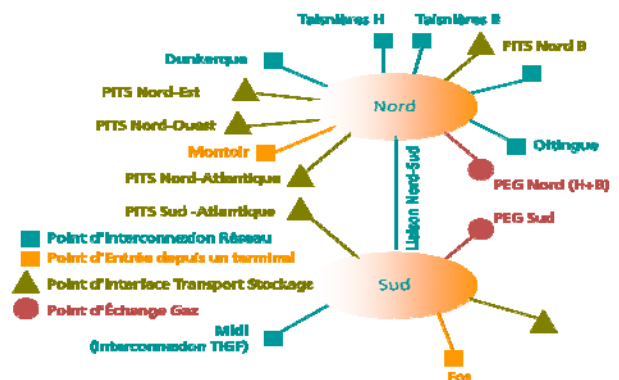 Taisnières H
Taisnières B
PITS Nord B
Dunkerque
PITS Nord-Est
Nord
PITS Nord-Ouest
Montoir
Oltingue
PITS Nord-Atlantique
PEG Nord (H+B)
Liaison Nord-Sud
PITS Sud -Atlantique
PEG Sud
Point d'Interconnexion Réseau
Point d'Entrée depuis un terminal
Point d'Interface Transport Stockage
Sud
Point d'Échange Gaz
Midi
(Interconnexion TIGF)
Fos